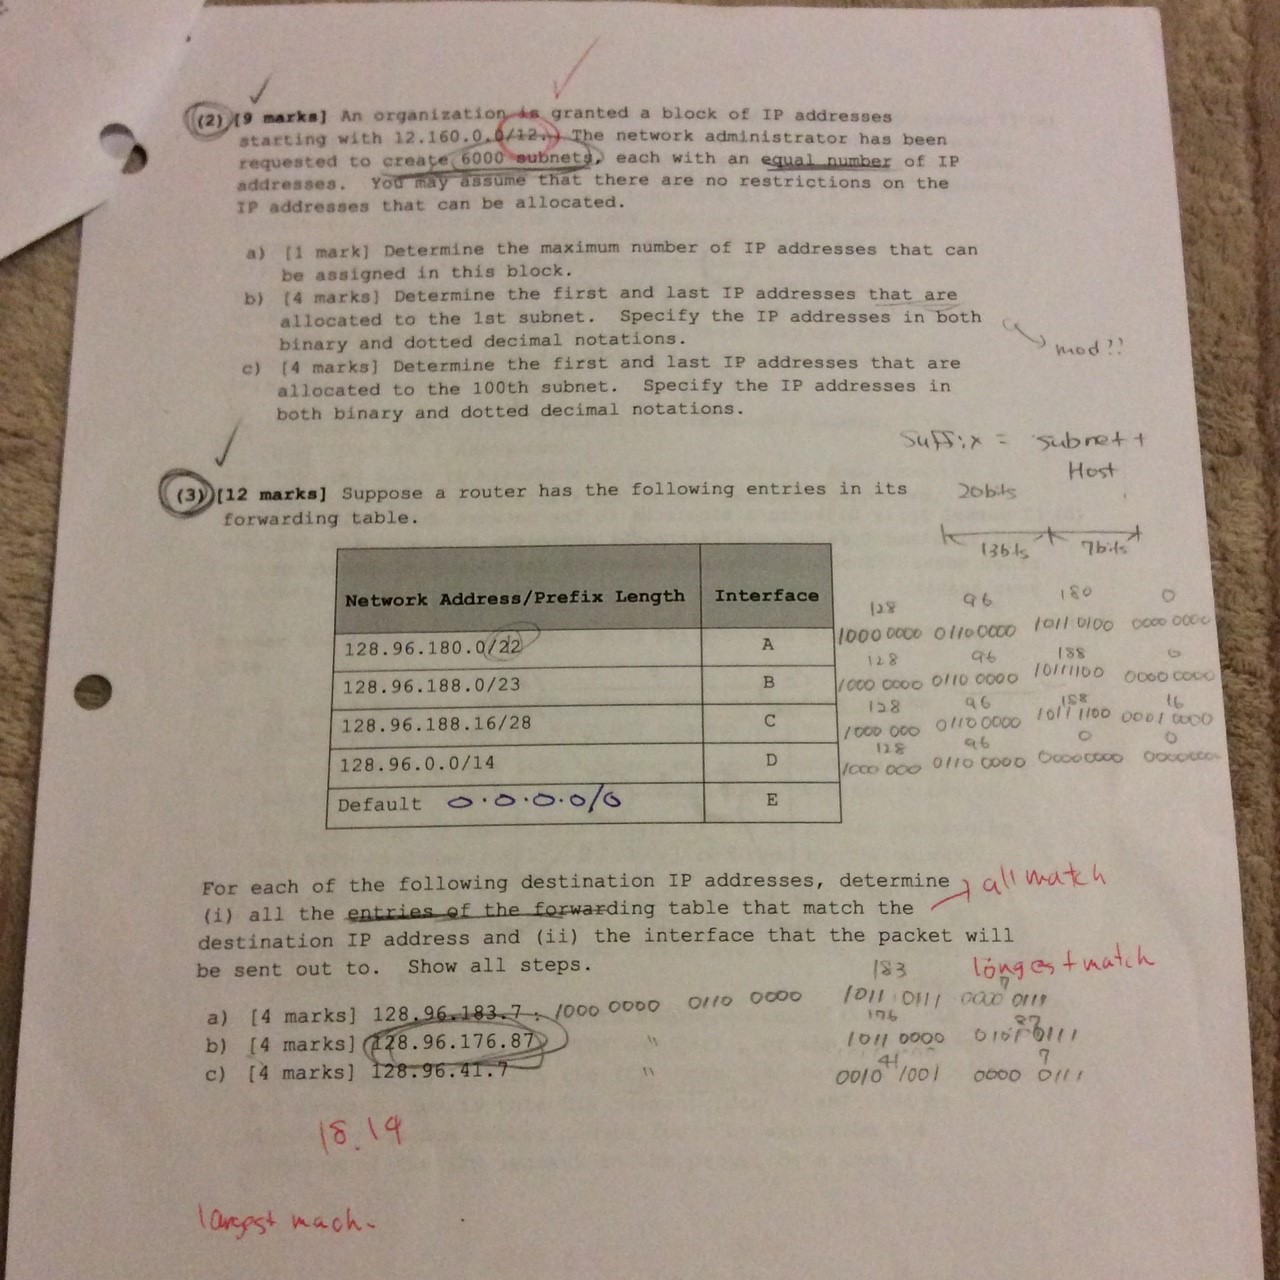 (2) [9 marks] An organization is granted a block of IP addresses
starting with 12.160.0.0/12. The network administrator has been
requested to create 6000 subnets, each with an equal number of IP
addresses. You may assume that there are no restrictions on the
IP addresses that can be allocated.
a) [1 mark] Determine the maximum number of IP addresses that can
be assigned in this block.
b) [4 marks] Determine the first and last IP addresses that are
allocated to the 1st subnet. Specify the IP addresses in both
binary and dotted decimal notations.
mod!!
c) [4 marks] Determine the first and last IP addresses that are
allocated to the 100th subnet. Specify the IP addresses in
both binary and dotted decimal notations.
Suffix = subnet +
Host
(3) [12 marks] Suppose a router has the following entries in its
forwarding table.
20bits
13bits 7bits
Network Address/Prefix Length Interface
128 96 180 0
128.96.180.0/22 A 1000 0000 0110 0000 1011 0100 0000 0000
128 96 188 0
128.96.188.0/23 B 1000 0000 0110 0000 10111100 0000 0000
128 96 188 16
128.96.188.16/28 C 1000 000 0110 0000 1011 1100 0001 0000
128 96 0 0
128.96.0.0/14 D 1000 000 0110 0000 0000 0000 0000 0000
Default 0.0.0.0/0 E
For each of the following destination IP addresses, determine
all match
(i) all the entries of the forwarding table that match the
destination IP address and (ii) the interface that the packet will
be sent out to. Show all steps.
183 longest match
7
a) [4 marks] 128.96.183.7 : 1000 0000 0110 0000 1011 0111 0000 0111
176 87
b) [4 marks] 128.96.176.87 " 1011 0000 0101 0111
41 7
c) [4 marks] 128.96.41.7 " 0010 1001 0000 0111
18.19
largest mach.